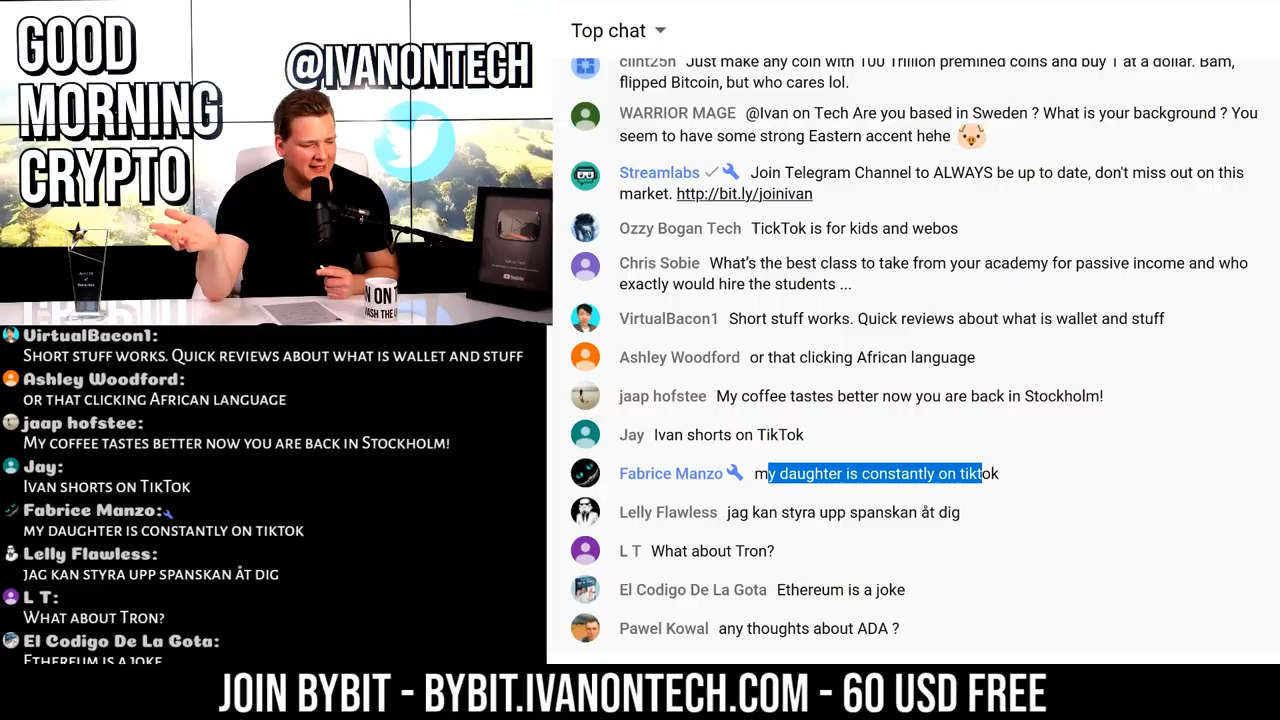 GOOD
MORNING
CRYPTO
@IVANONTECH
VirtualBacon1:
Short stuff works. Quick reviews about what is wallet and stuff
Ashley Woodford:
or that clicking African language
jaap hofstee:
My coffee tastes better now you are back in Stockholm!
Jay:
Ivan shorts on TikTok
Fabrice Manzo:
my daughter is constantly on tiktok
Lelly Flawless:
jag kan styra upp spanskan åt dig
L T:
What about Tron?
El Codigo De La Gota:
Ethereum is a joke
Top chat
clint25h Just make any coin with 100 Trillion premined coins and buy 1 at a dollar. Bam,
flipped Bitcoin, but who cares lol.
WARRIOR MAGE @Ivan on Tech Are you based in Sweden ? What is your background ? You
seem to have some strong Eastern accent hehe
Streamlabs Join Telegram Channel to ALWAYS be up to date, don't miss out on this
market. http://bit.ly/joinivan
Ozzy Bogan Tech TickTok is for kids and webos
Chris Sobie What's the best class to take from your academy for passive income and who
exactly would hire the students ...
VirtualBacon1 Short stuff works. Quick reviews about what is wallet and stuff
Ashley Woodford or that clicking African language
jaap hofstee My coffee tastes better now you are back in Stockholm!
Jay Ivan shorts on TikTok
Fabrice Manzo my daughter is constantly on tiktok
Lelly Flawless jag kan styra upp spanskan åt dig
L T What about Tron?
El Codigo De La Gota Ethereum is a joke
Pawel Kowal any thoughts about ADA ?
JOIN BYBIT - BYBIT.IVANONTECH.COM - 60 USD FREE